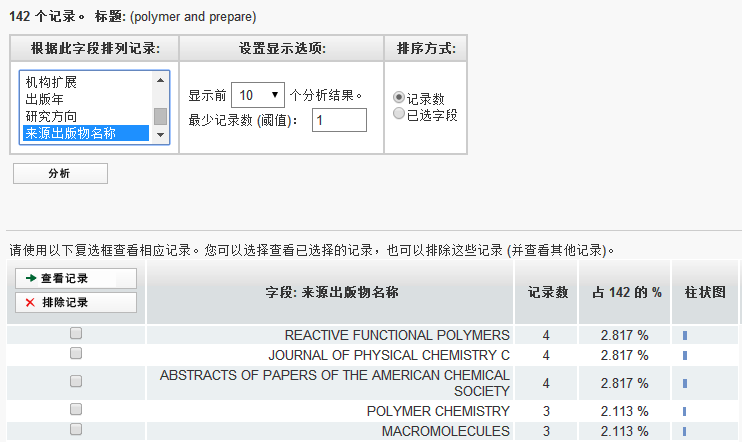 142 个记录。 标题: (polymer and prepare)
根据此字段排列记录: 设置显示选项: 排序方式:
机构扩展
出版年
研究方向
来源出版物名称
显示前 10 个分析结果。
最少记录数 (阈值): 1
记录数
已选字段
分析
请使用以下复选框查看相应记录。您可以选择查看已选择的记录，也可以排除这些记录 (并查看其他记录)。
查看记录
排除记录
字段: 来源出版物名称 记录数 占 142 的 % 柱状图
REACTIVE FUNCTIONAL POLYMERS 4 2.817 %
JOURNAL OF PHYSICAL CHEMISTRY C 4 2.817 %
ABSTRACTS OF PAPERS OF THE AMERICAN CHEMICAL
SOCIETY 4 2.817 %
POLYMER CHEMISTRY 3 2.113 %
MACROMOLECULES 3 2.113 %